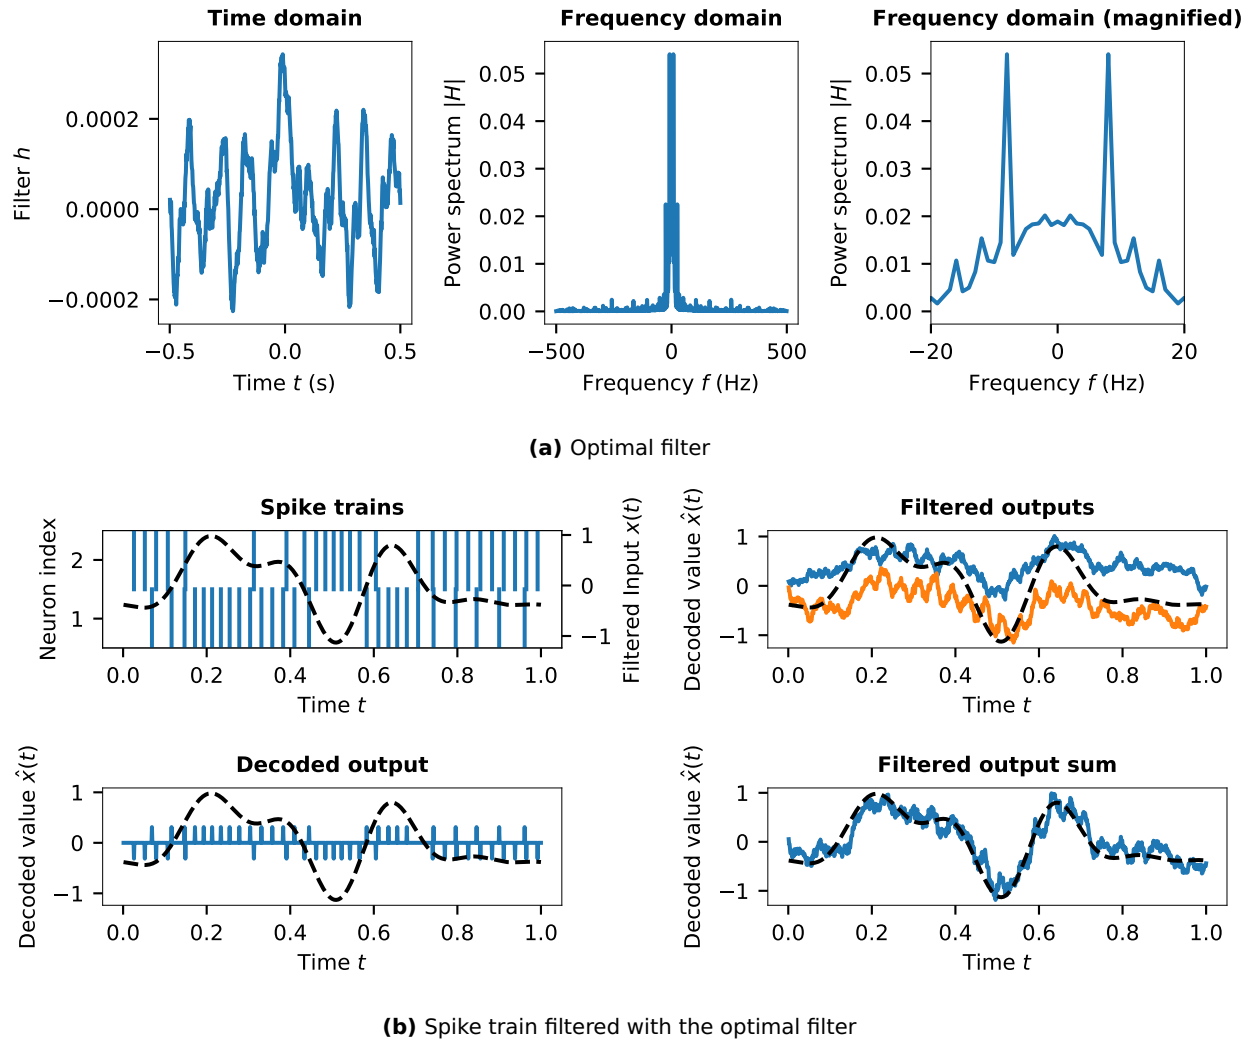 Time domain
Frequency domain
Frequency domain (magnified)
Filter h
0.0002
0.0000
−0.0002
−0.5
0.0
0.5
Time t (s)
Power spectrum |H|
0.05
0.04
0.03
0.02
0.01
0.00
−500
0
500
Frequency f (Hz)
Power spectrum |H|
0.05
0.04
0.03
0.02
0.01
0.00
−20
0
20
Frequency f (Hz)
(a) Optimal filter
Spike trains
Neuron index
2
1
Filtered Input x(t)
1
0
−1
0.0
0.2
0.4
0.6
0.8
1.0
Time t
Filtered outputs
Decoded value x̂(t)
1
0
−1
0.0
0.2
0.4
0.6
0.8
1.0
Time t
Decoded output
Decoded value x̂(t)
1
0
−1
0.0
0.2
0.4
0.6
0.8
1.0
Time t
Filtered output sum
Decoded value x̂(t)
1
0
−1
0.0
0.2
0.4
0.6
0.8
1.0
Time t
(b) Spike train filtered with the optimal filter